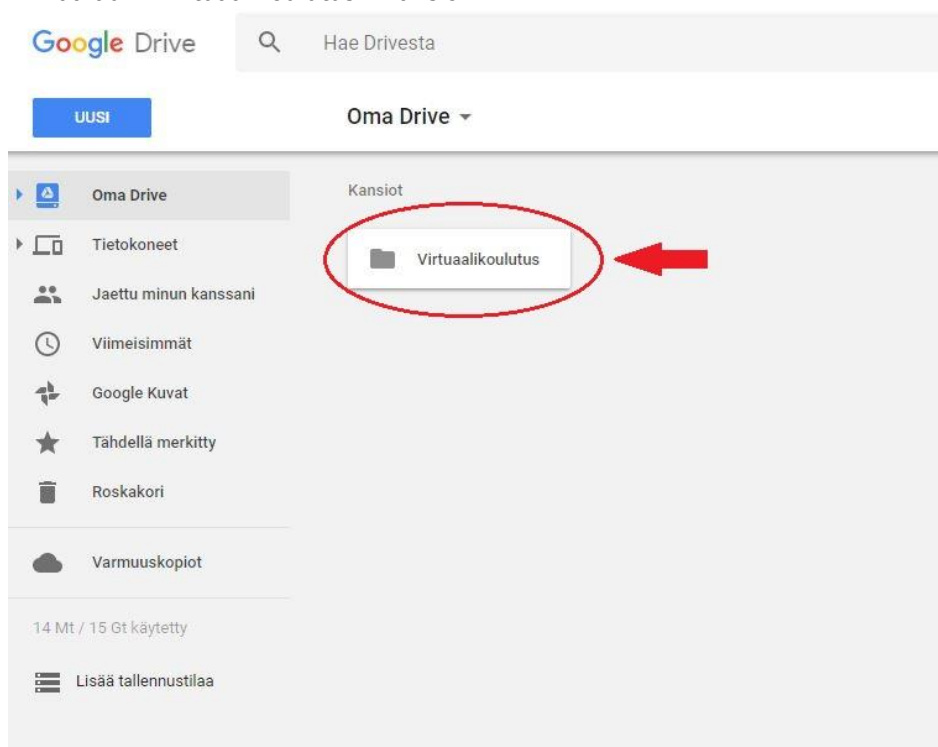 Google Drive
Hae Drivesta
UUSI
Oma Drive
Oma Drive
Tietokoneet
Jaettu minun kanssani
Viimeisimmät
Google Kuvat
Tähdellä merkitty
Roskakori
Varmuuskopiot
14 Mt / 15 Gt käytetty
Lisää tallennustilaa
Kansiot
Virtuaalikoulutus